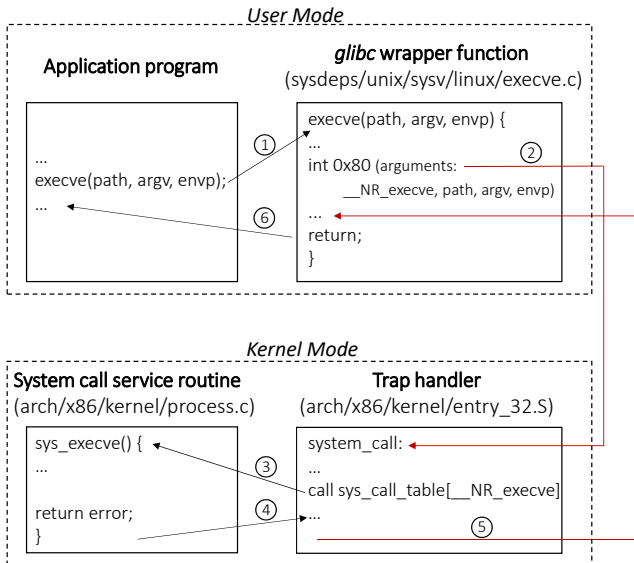 User Mode
Application program
...
execve(path, argv, envp);
...
glibc wrapper function
(sysdeps/unix/sysv/linux/execve.c)
execve(path, argv, envp) {
...
int 0x80 (arguments:
__NR_execve, path, argv, envp)
...
return;
}
1
2
6
Kernel Mode
System call service routine
(arch/x86/kernel/process.c)
sys_execve() {
...
return error;
}
Trap handler
(arch/x86/kernel/entry_32.S)
system_call:
...
call sys_call_table[__NR_execve]
...
3
4
5